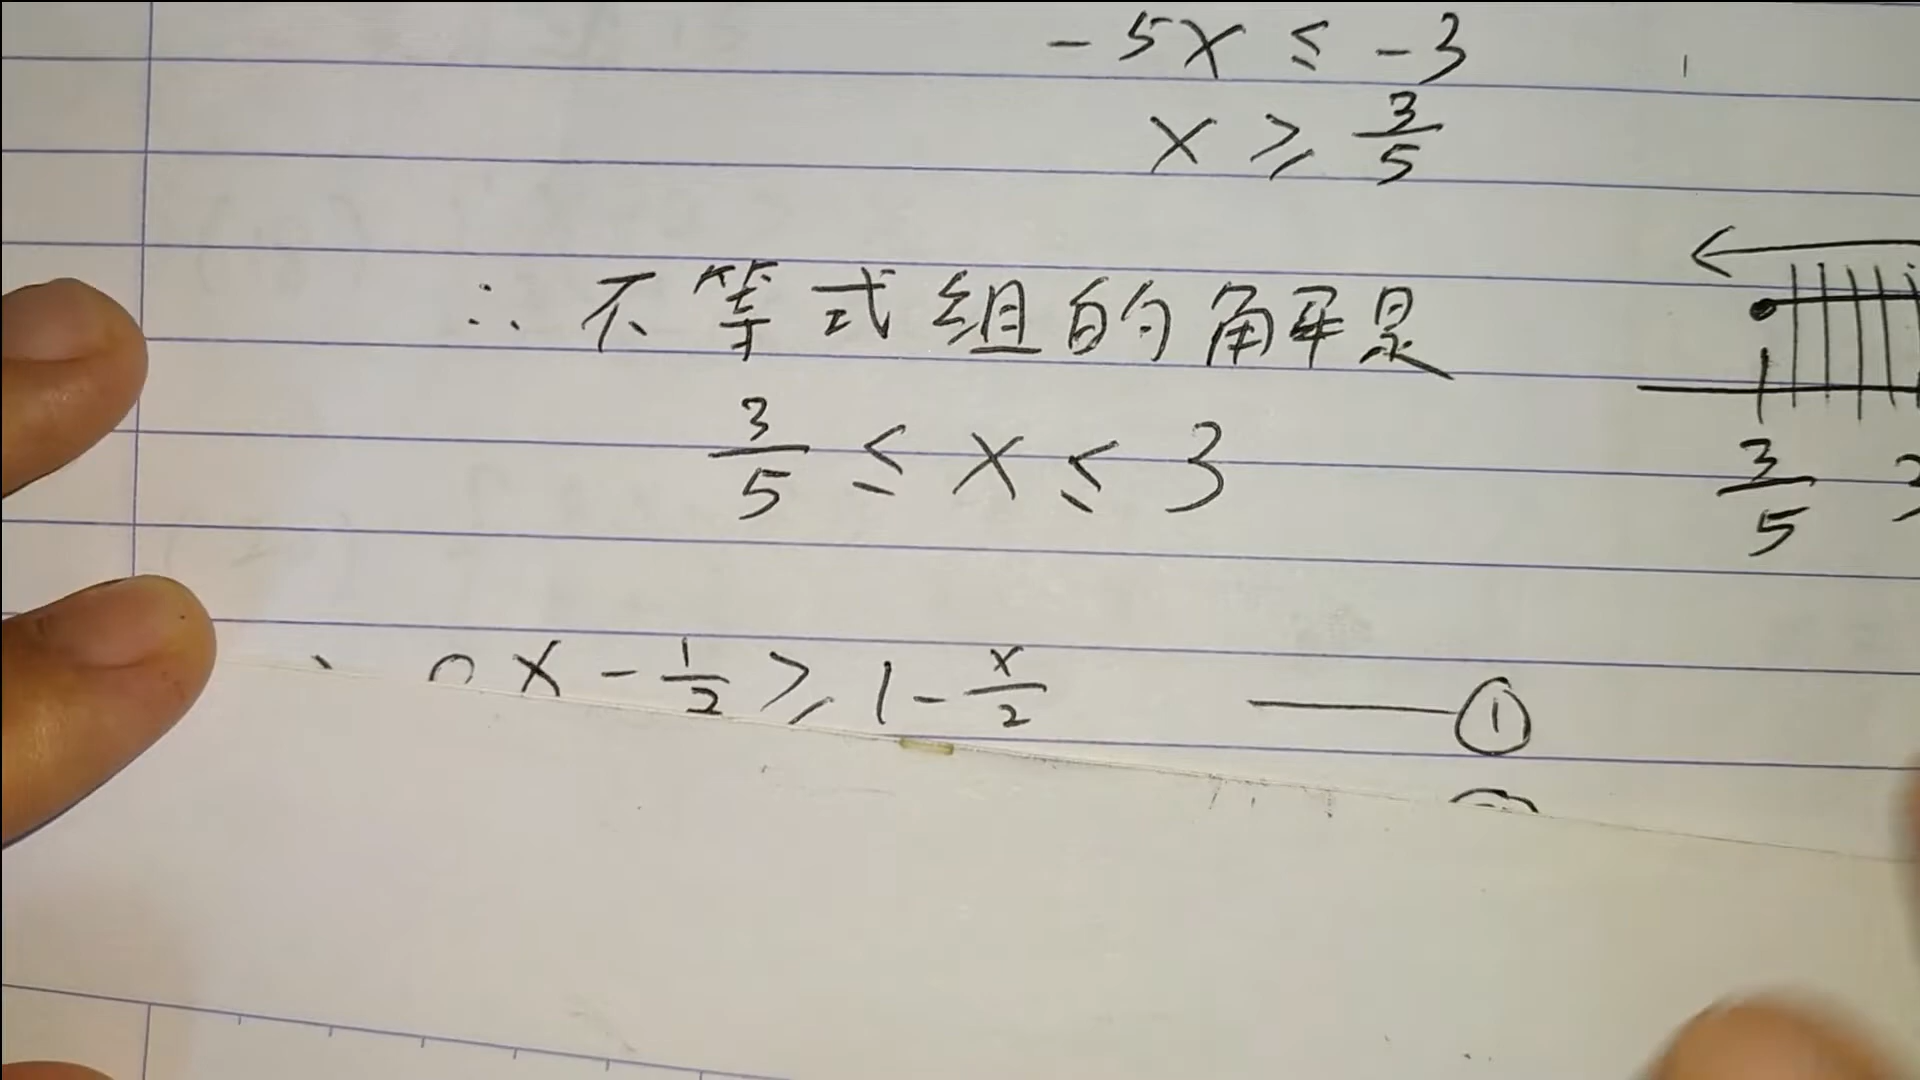 -5x ≤ -3
x ≥ 3/5
∴ 不等式组的解是
3/5 ≤ x ≤ 3
3/5
x - 1/2 ≥ 1 - x/2 —— ①